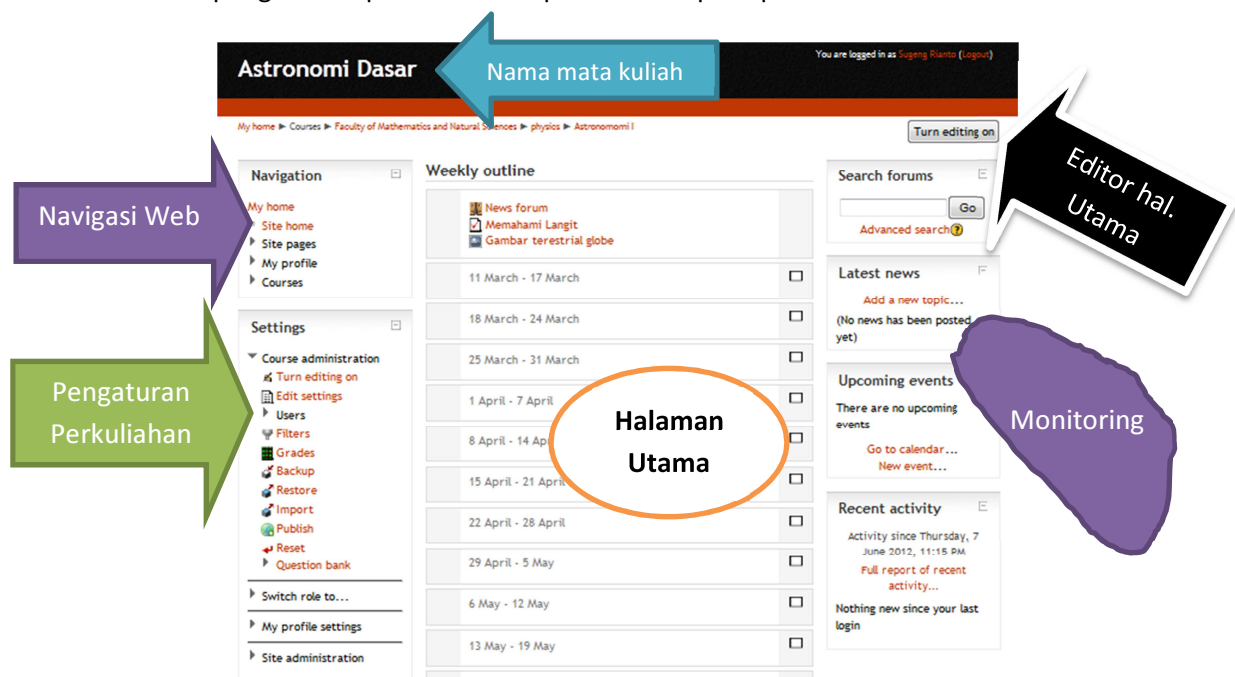 Astronomi Dasar
Nama mata kuliah
You are logged in as Sugeng Rianto (Logout)
My home ► Courses ► Faculty of Mathematics and Natural Sciences ► physics ► Astronomomi I
Turn editing on
Editor hal.
Utama
Navigasi Web
Navigation
My home
Site home
Site pages
My profile
Courses
Pengaturan
Perkuliahan
Settings
Course administration
Turn editing on
Edit settings
Users
Filters
Grades
Backup
Restore
Import
Publish
Reset
Question bank
Switch role to...
My profile settings
Site administration
Weekly outline
News forum
Memahami Langit
Gambar terestrial globe
11 March - 17 March
18 March - 24 March
25 March - 31 March
1 April - 7 April
8 April - 14 Apr
15 April - 21 April
22 April - 28 April
29 April - 5 May
6 May - 12 May
13 May - 19 May
Halaman
Utama
Search forums
Go
Advanced search
Latest news
Add a new topic...
(No news has been posted
yet)
Upcoming events
There are no upcoming
events
Go to calendar...
New event...
Monitoring
Recent activity
Activity since Thursday, 7
June 2012, 11:15 PM
Full report of recent
activity...
Nothing new since your last
login